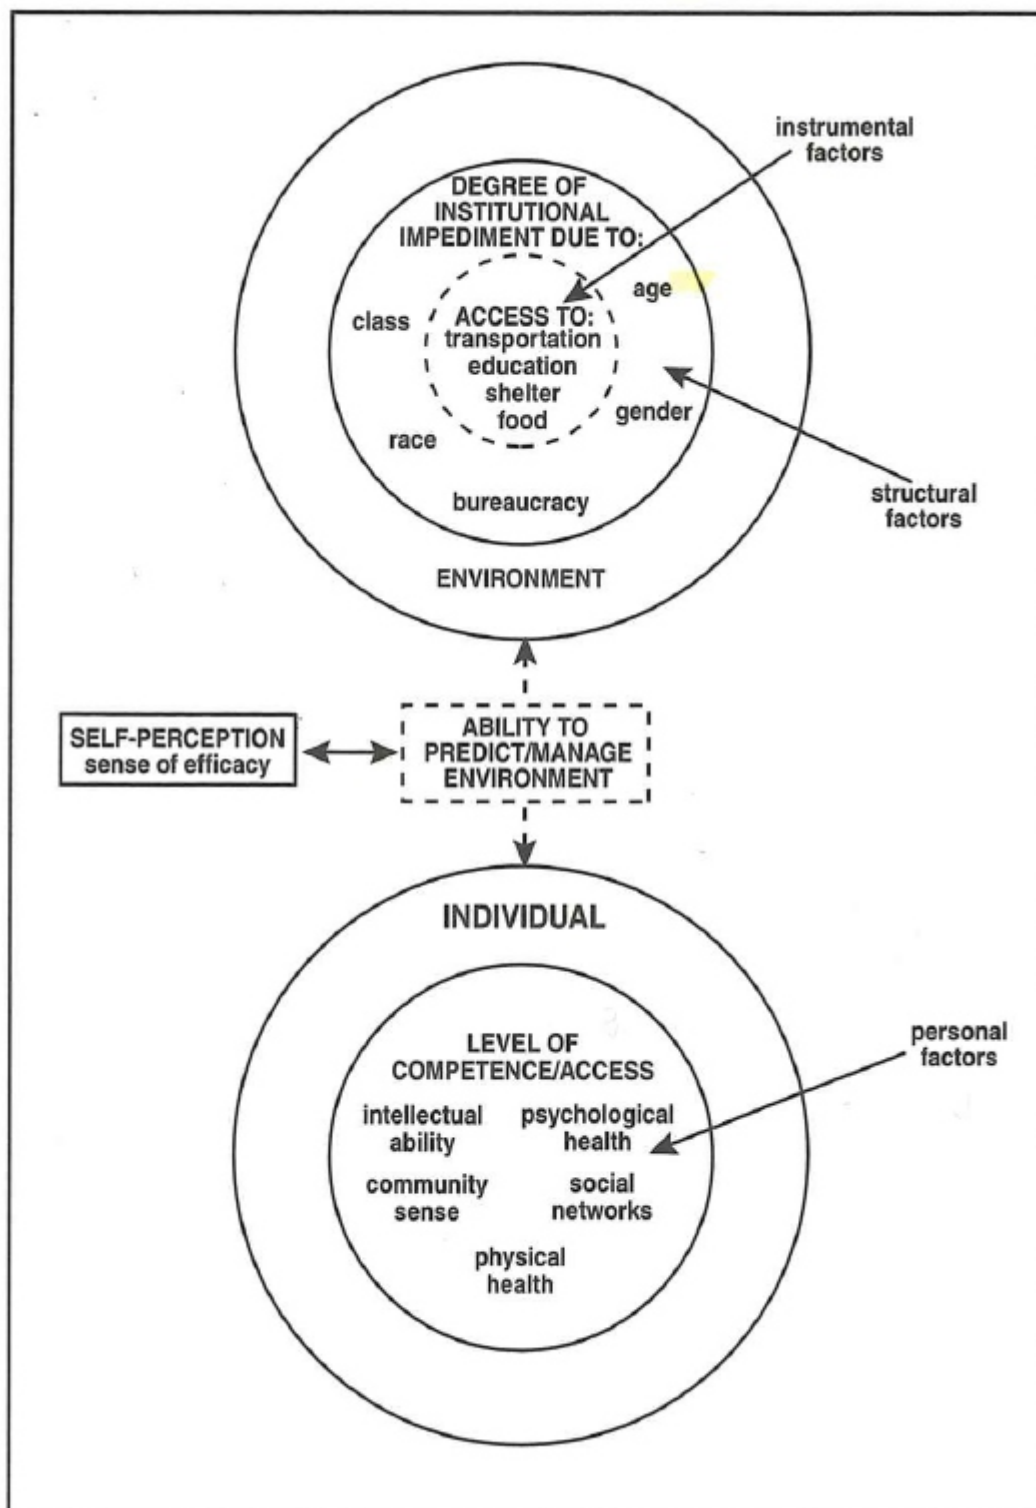 instrumental
factors
DEGREE OF
INSTITUTIONAL
IMPEDIMENT DUE TO:
age
class
ACCESS TO:
transportation
education
shelter
food
gender
race
bureaucracy
structural
factors
ENVIRONMENT
SELF-PERCEPTION
sense of efficacy
ABILITY TO
PREDICT/MANAGE
ENVIRONMENT
INDIVIDUAL
personal
factors
LEVEL OF
COMPETENCE/ACCESS
intellectual
ability
psychological
health
community
sense
social
networks
physical
health